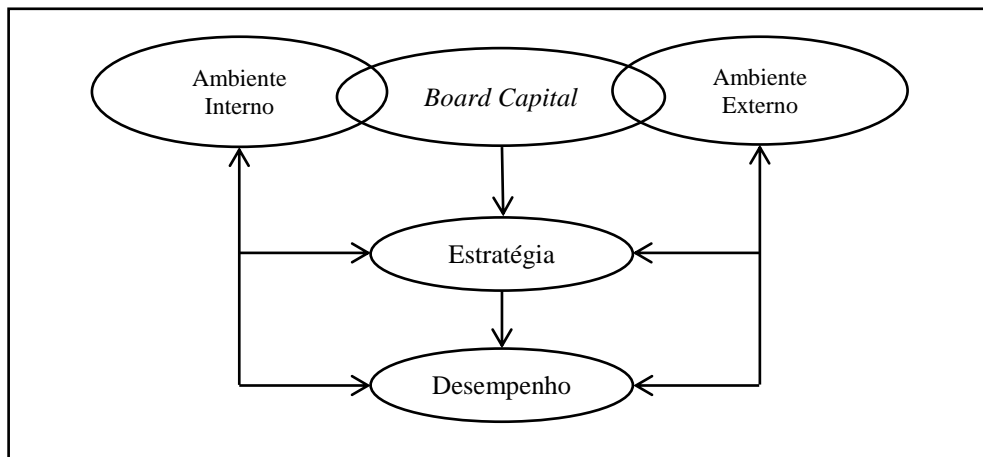 Ambiente
Interno
Board Capital
Ambiente
Externo
Estratégia
Desempenho